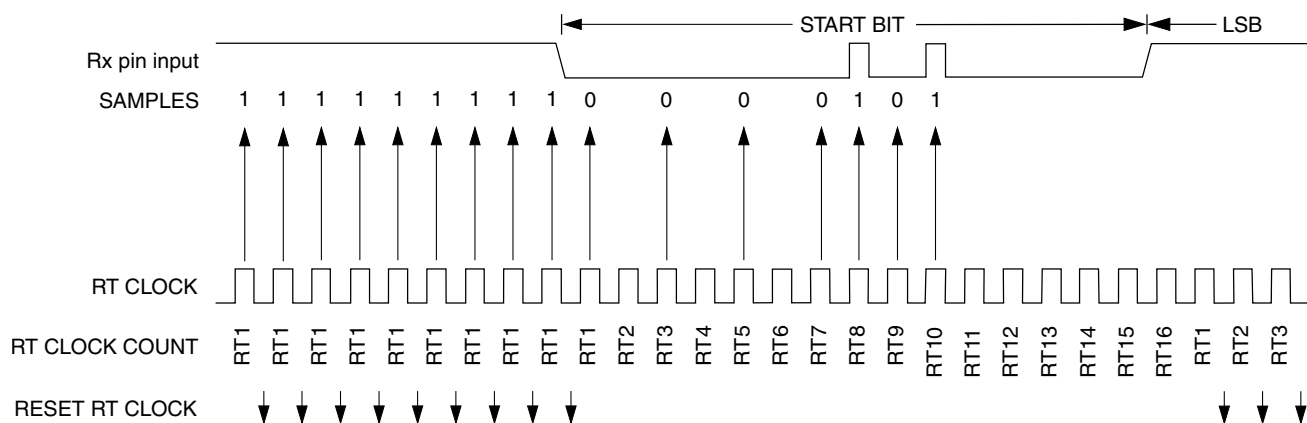 START BIT LSB
Rx pin input
SAMPLES 1 1 1 1 1 1 1 1 1 0 0 0 0 1 0 1
RT CLOCK
RT CLOCK COUNT RT1 RT1 RT1 RT1 RT1 RT1 RT1 RT1 RT1 RT1 RT2 RT3 RT4 RT5 RT6 RT7 RT8 RT9 RT10 RT11 RT12 RT13 RT14 RT15 RT16 RT1 RT2 RT3
RESET RT CLOCK